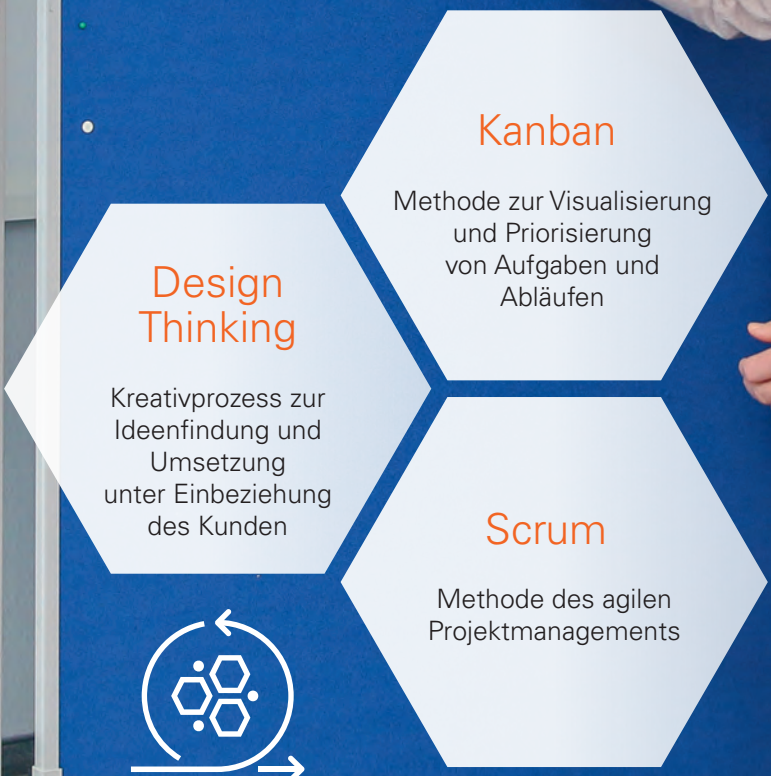 Kanban
Methode zur Visualisierung
und Priorisierung
von Aufgaben und
Abläufen
Design
Thinking
Kreativprozess zur
Ideenfindung und
Umsetzung
unter Einbeziehung
des Kunden
Scrum
Methode des agilen
Projektmanagements